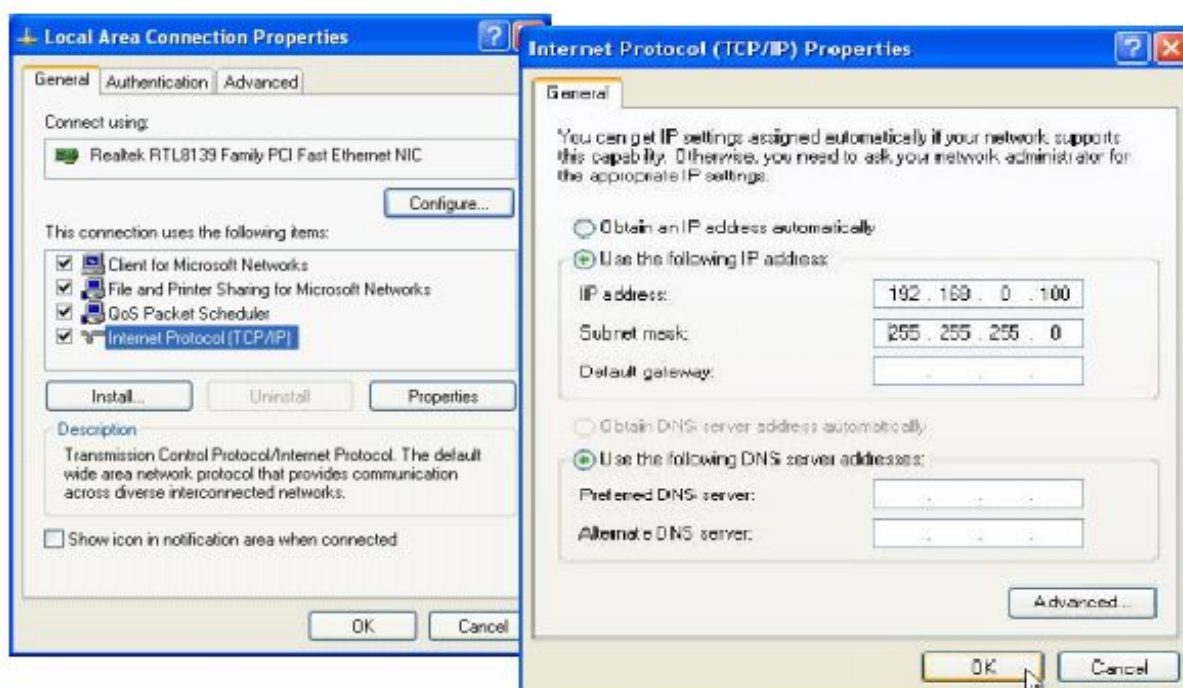 Local Area Connection Properties
General Authentication Advanced
Connect using:
Realtek RTL8139 Family PCI Fast Ethernet NIC
Configure...
This connection uses the following items:
Client for Microsoft Networks
File and Printer Sharing for Microsoft Networks
QoS Packet Scheduler
Internet Protocol (TCP/IP)
Install... Uninstall Properties
Description
Transmission Control Protocol/Internet Protocol. The default
wide area network protocol that provides communication
across diverse interconnected networks.
Show icon in notification area when connected
OK Cancel
Internet Protocol (TCP/IP) Properties
General
You can get IP settings assigned automatically if your network supports
this capability. Otherwise, you need to ask your network administrator for
the appropriate IP settings.
Obtain an IP address automatically
Use the following IP address:
IP address: 192 . 168 . 0 . 100
Subnet mask: 255 . 255 . 255 . 0
Default gateway: . . .
Obtain DNS server address automatically
Use the following DNS server addresses:
Preferred DNS server: . . .
Alternate DNS server: . . .
Advanced...
OK Cancel